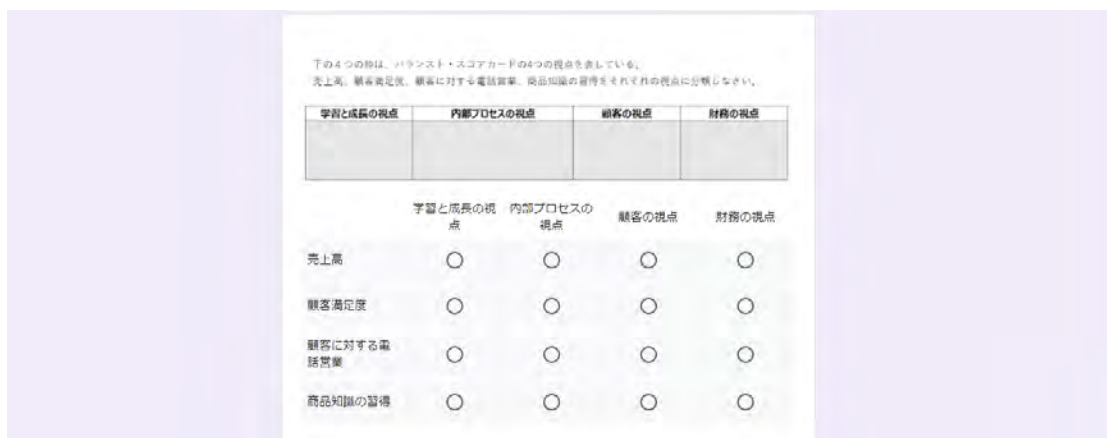 下の4つの枠は、バランスト・スコアカードの4つの視点を表している。
売上高、顧客満足度、顧客に対する電話営業、商品知識の習得をそれぞれの視点に分類しなさい。
学習と成長の視点 内部プロセスの視点 顧客の視点 財務の視点
学習と成長の視 内部プロセスの 顧客の視点 財務の視点
点 視点
売上高
顧客満足度
顧客に対する電
話営業
商品知識の習得